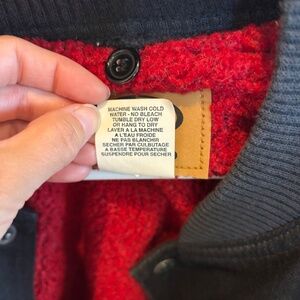 MACHINE WASH COLD
WATER - NO BLEACH
TUMBLE DRY LOW
OR HANG TO DRY
LAVER A LA MACHINE
A L'EAU FROIDE
NE PAS BLANCHIR
SECHER PAR CULBUTAGE
A BASSE TEMPERATURE
SUSPENDRE POUR SECHER